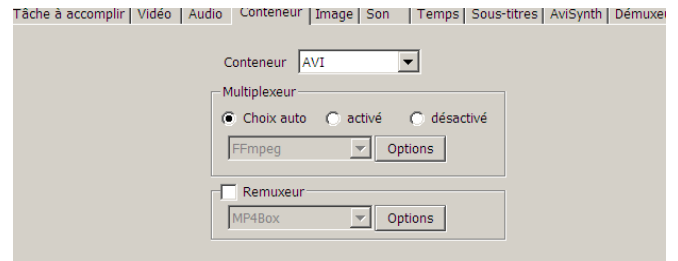 Tâche à accomplir Vidéo Audio Conteneur Image Son Temps Sous-titres AviSynth Démuxe
Conteneur AVI
Multiplexeur
Choix auto activé désactivé
FFmpeg Options
Remuxeur
MP4Box Options